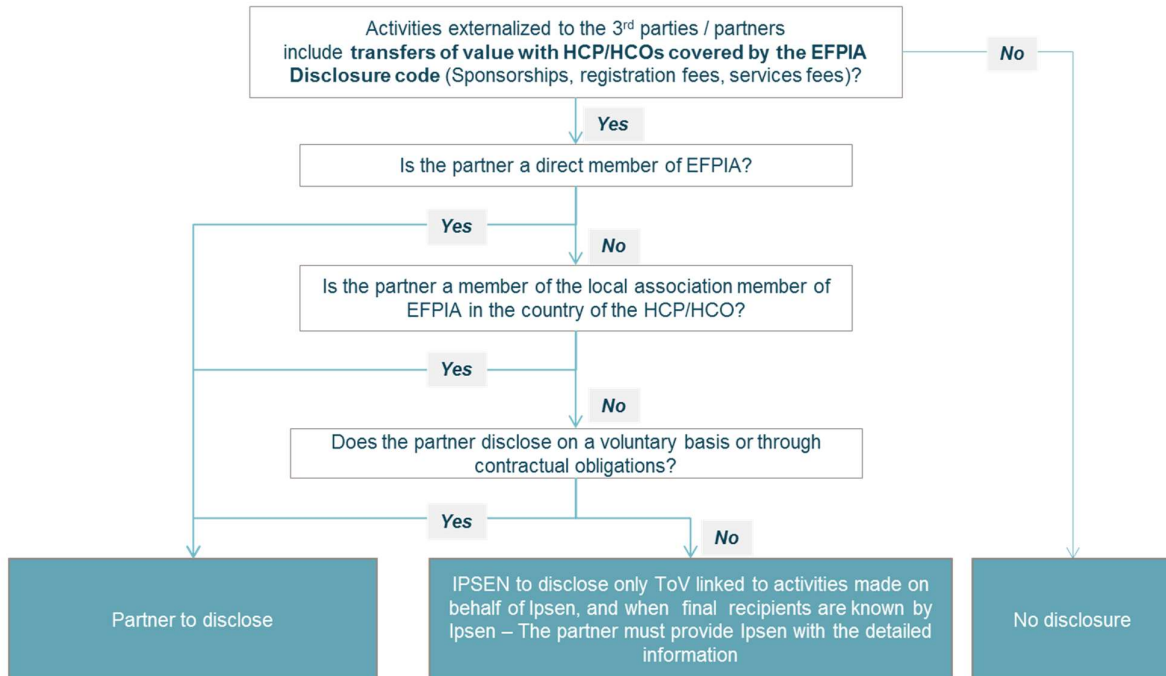 Activities externalized to the 3rd parties / partners
include transfers of value with HCP/HCOs covered by the EFPIA
Disclosure code (Sponsorships, registration fees, services fees)?
No
Yes
Is the partner a direct member of EFPIA?
Yes
No
Is the partner a member of the local association member of
EFPIA in the country of the HCP/HCO?
Yes
No
Does the partner disclose on a voluntary basis or through
contractual obligations?
Yes
No
Partner to disclose
IPSEN to disclose only ToV linked to activities made on
behalf of Ipsen, and when final recipients are known by
Ipsen – The partner must provide Ipsen with the detailed
information
No disclosure